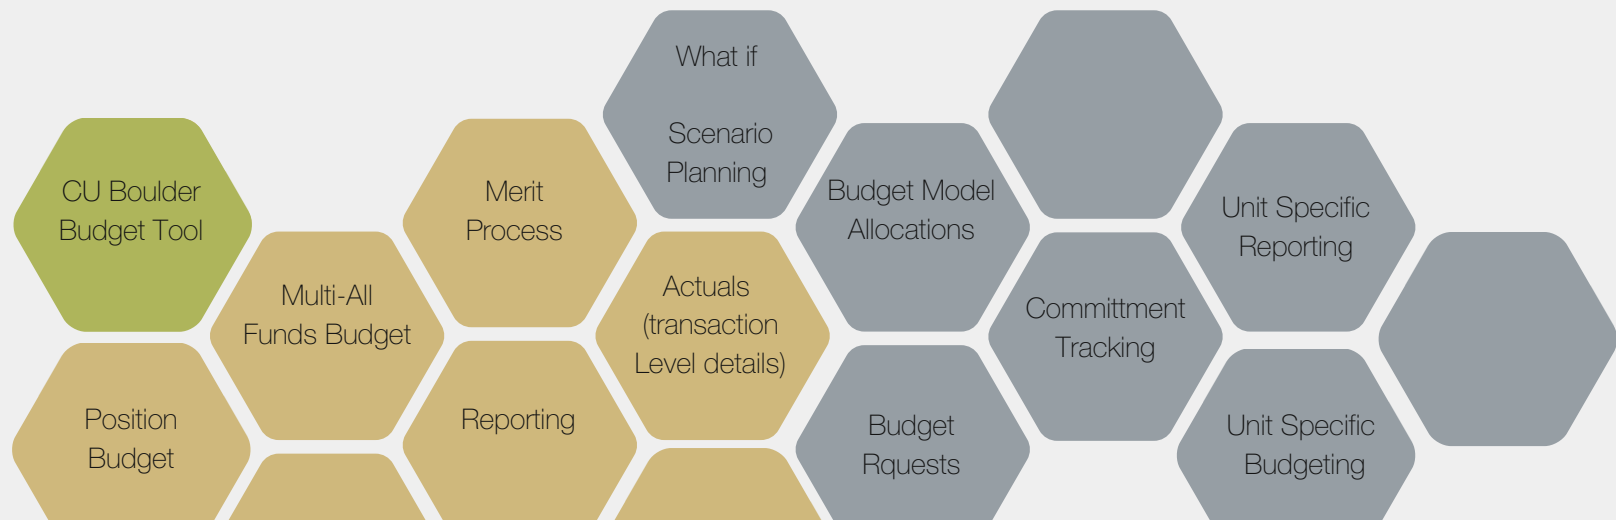 What if
Scenario
Planning
CU Boulder
Budget Tool
Merit
Process
Budget Model
Allocations
Unit Specific
Reporting
Multi-All
Funds Budget
Actuals
(transaction
Level details)
Committment
Tracking
Position
Budget
Reporting
Budget
Rquests
Unit Specific
Budgeting